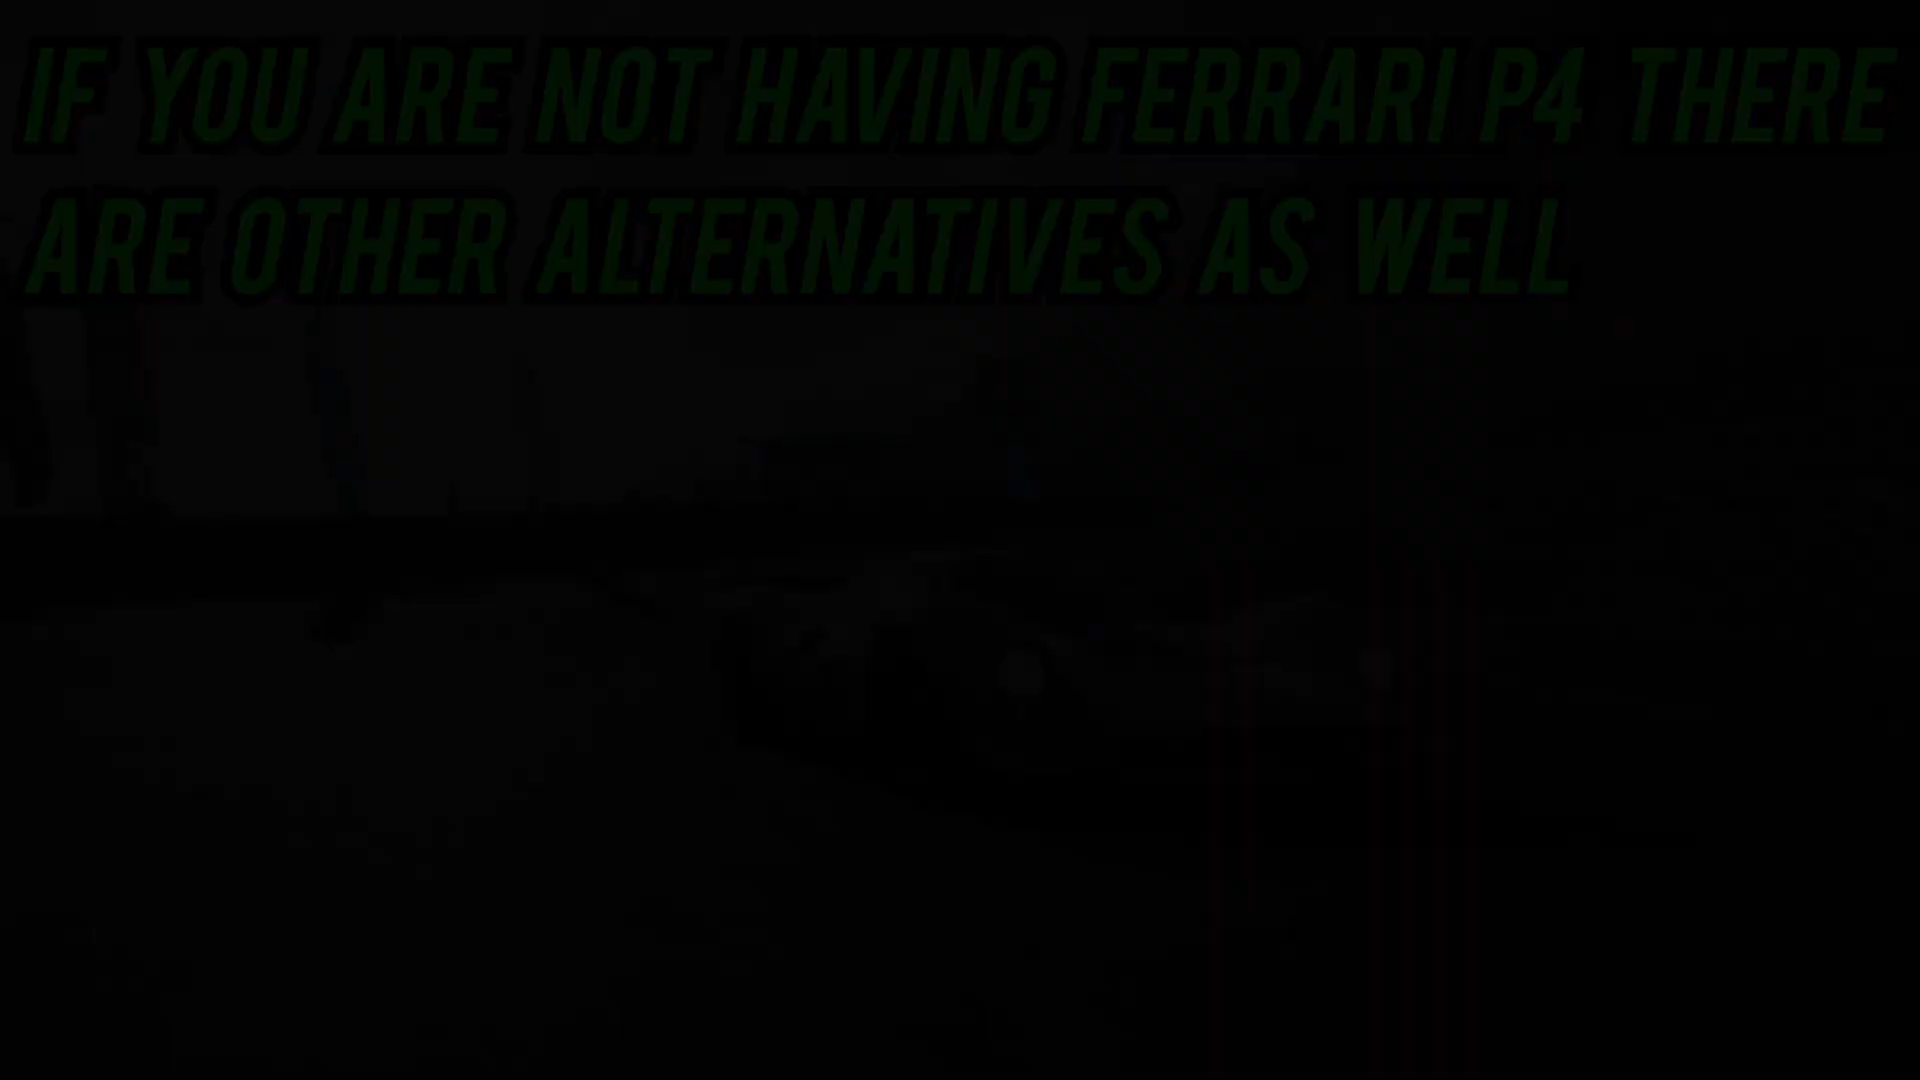 IF YOU ARE NOT HAVING FERRARI P4 THERE
ARE OTHER ALTERNATIVES AS WELL